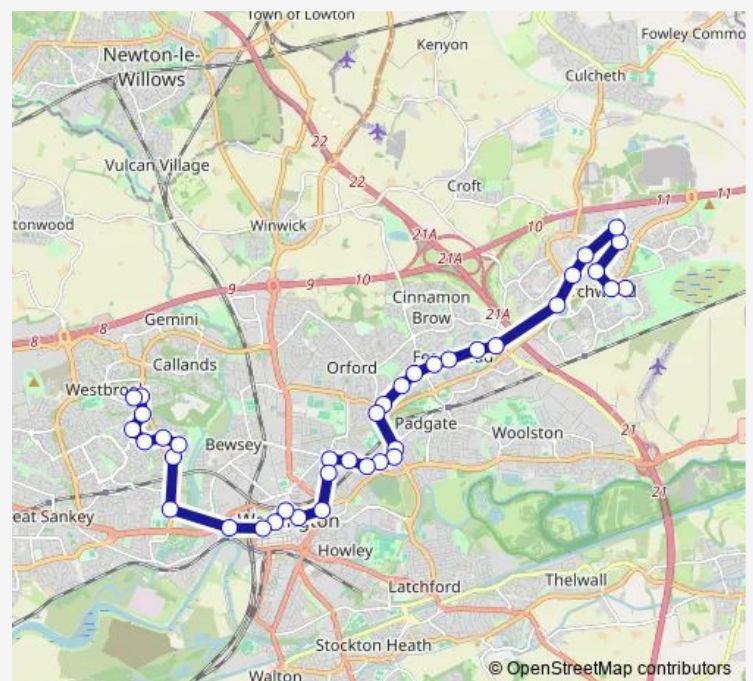 Town of Lowton
Newton-le-
Willows
Kenyon
Fowley Commo
Culcheth
22
Vulcan Village
22
Croft
11
11
tonwood
Winwick
10
21A
21A
9
10
9
Cinnamon
Brow
21A
8
8
Gemini
Callands
Orford
Westbroo
Padgate
Woolston
21
Bewsey
21
eat Sankey
Howley
Latchford
Thelwall
Stockton Heath
Walton
© OpenStreetMap contributors